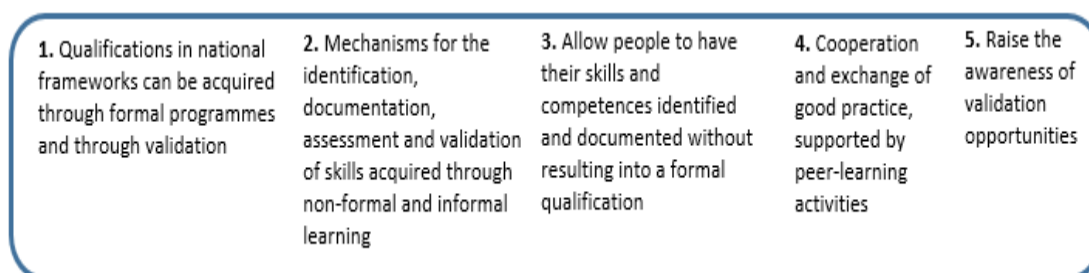 1. Qualifications in national
frameworks can be acquired
through formal programmes
and through validation
2. Mechanisms for the
identification,
documentation,
assessment and validation
of skills acquired through
non-formal and informal
learning
3. Allow people to have
their skills and
competences identified
and documented without
resulting into a formal
qualification
4. Cooperation
and exchange of
good practice,
supported by
peer-learning
activities
5. Raise the
awareness of
validation
opportunities